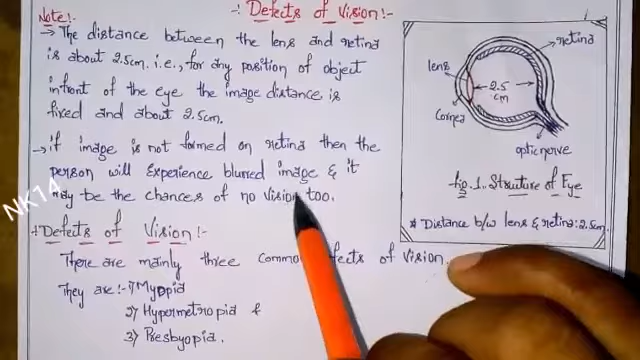 -: Defects of Vision:-
Note:-
→ The distance between the lens and retina
is about 2.5cm. i.e., for any position of object
infront of the eye the image distance is
fixed and about 2.5cm.
→ if image is not formed on retina then the
person will Experience blurred image & it
may be the chances of no vision too.
retina
lens
2.5
cm
Cornea
optic nerve
fig.1. Struture of Eye
* Distance b/w lens & retina: 2.5cm
-: Defects of Vision:-
There are mainly three common defects of vision.
They are:- 1) Myopia
2) Hypermetropia &
3) Presbyopia.
NK14